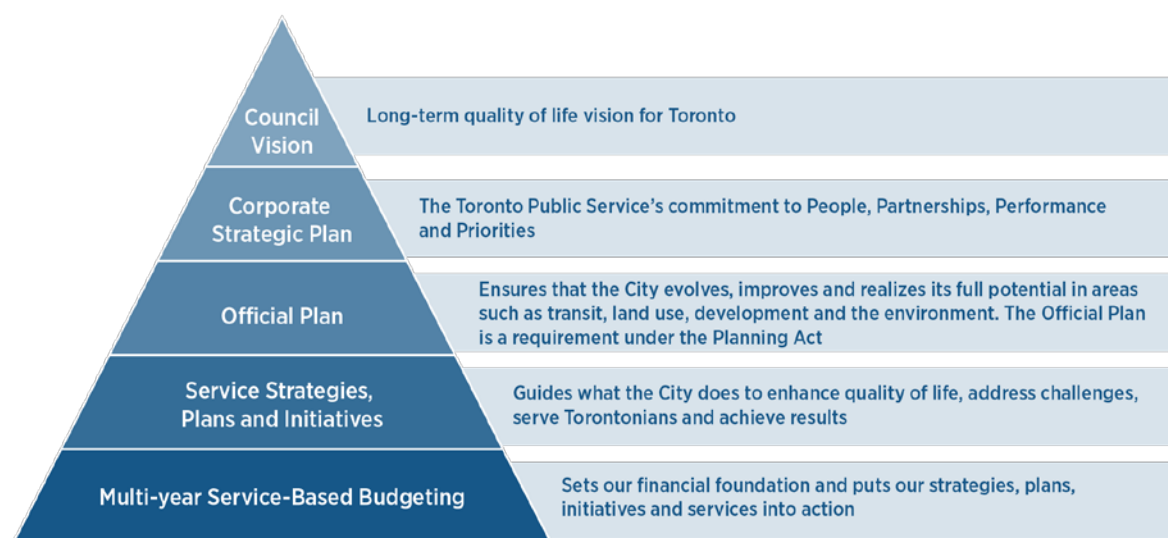 Council
Vision
Long-term quality of life vision for Toronto
Corporate
Strategic Plan
The Toronto Public Service's commitment to People, Partnerships, Performance
and Priorities
Official Plan
Ensures that the City evolves, improves and realizes its full potential in areas
such as transit, land use, development and the environment. The Official Plan
is a requirement under the Planning Act
Service Strategies,
Plans and Initiatives
Guides what the City does to enhance quality of life, address challenges,
serve Torontonians and achieve results
Multi-year Service-Based Budgeting
Sets our financial foundation and puts our strategies, plans,
initiatives and services into action